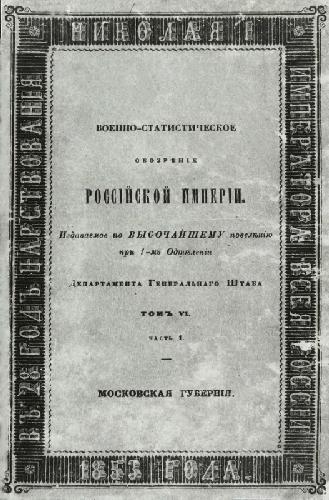 НИКОЛАЯ I
ИМПЕРАТОРА ВСЕЯ РОССІИ
ВЪ 28 ГОДЪ ЦАРСТВОВАНІЯ
ВОЕННО-СТАТИСТИЧЕСКОЕ
ОБОЗРѢНІЕ
РОССІЙСКОЙ ИМПЕРІИ.
Издаваемое по ВЫСОЧАЙШЕМУ повелѣнію
при 1-мъ Отдѣленіи
Департамента Генеральнаго Штаба
ТОМЪ VI.
ЧАСТЬ 1.
МОСКОВСКАЯ ГУБЕРНІЯ.
1853 ГОДА.